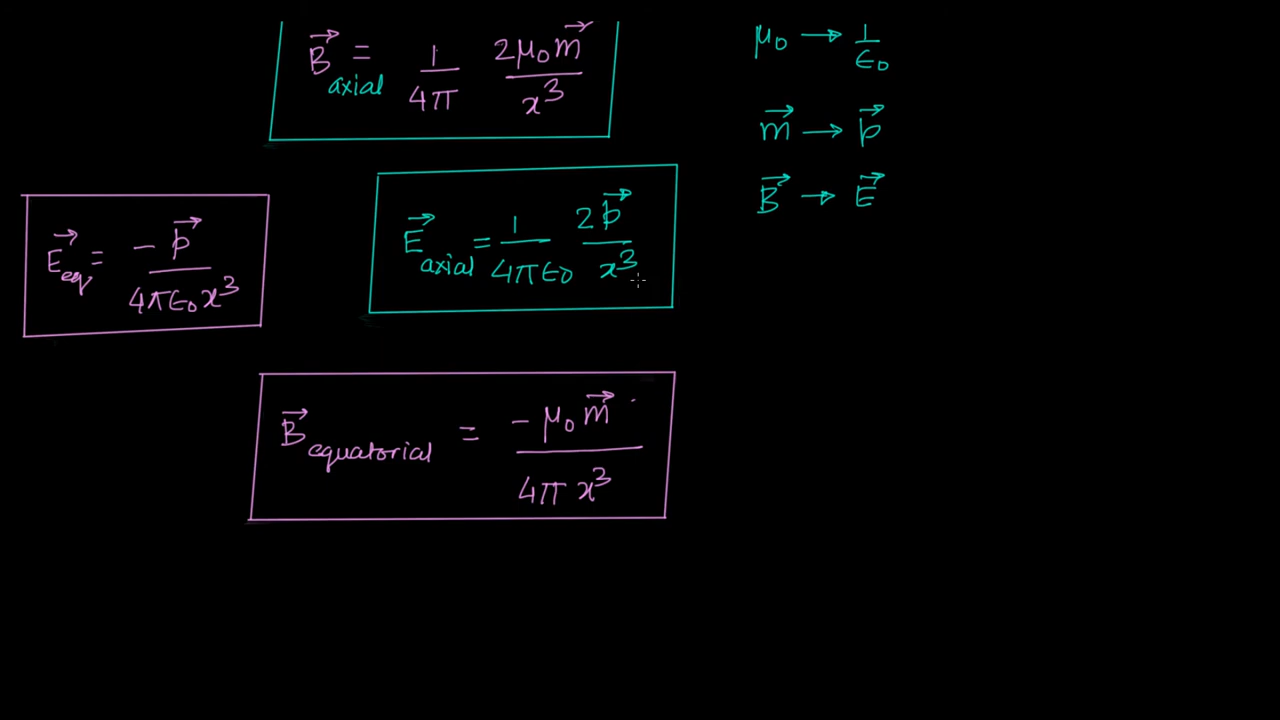 B⃗axial = 1/4π 2μ₀m⃗/x³
μ₀ → 1/ε₀
m⃗ → p⃗
B⃗ → E⃗
E⃗eq = -p⃗/4πε₀x³
E⃗axial = 1/4πε₀ 2p⃗/x³
B⃗equatorial = -μ₀m⃗/4πx³